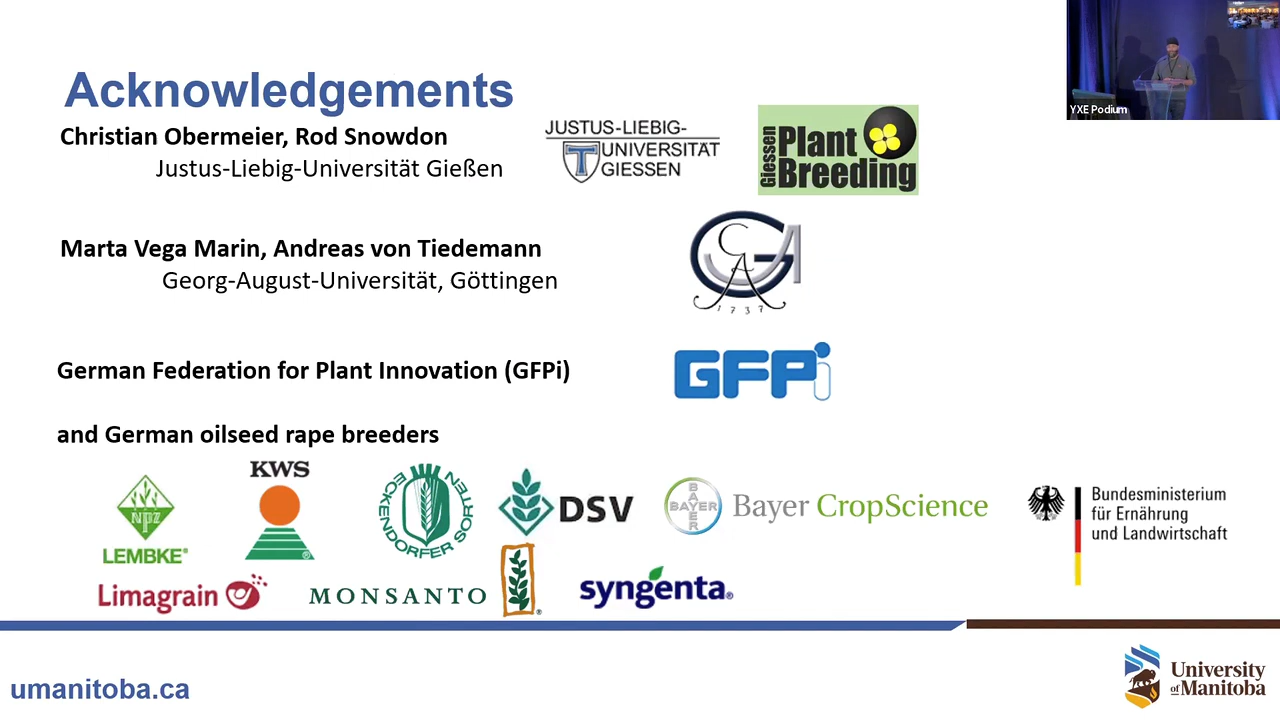 Acknowledgements
YXE Podium
Christian Obermeier, Rod Snowdon
Justus-Liebig-Universität Gießen
JUSTUS-LIEBIG-
UNIVERSITÄT
GIESSEN
Giessen
Plant
Breeding
Marta Vega Marin, Andreas von Tiedemann
Georg-August-Universität, Göttingen
GAGA
1737
German Federation for Plant Innovation (GFPi)
GFPi
and German oilseed rape breeders
npz
LEMBKE®
KWS
®
ECKENDORFER SORTEN
DSV
BAYER
BAYER
Bayer CropScience
Bundesministerium
für Ernährung
und Landwirtschaft
Limagrain
MONSANTO
®
syngenta®
umanitoba.ca
University
of Manitoba